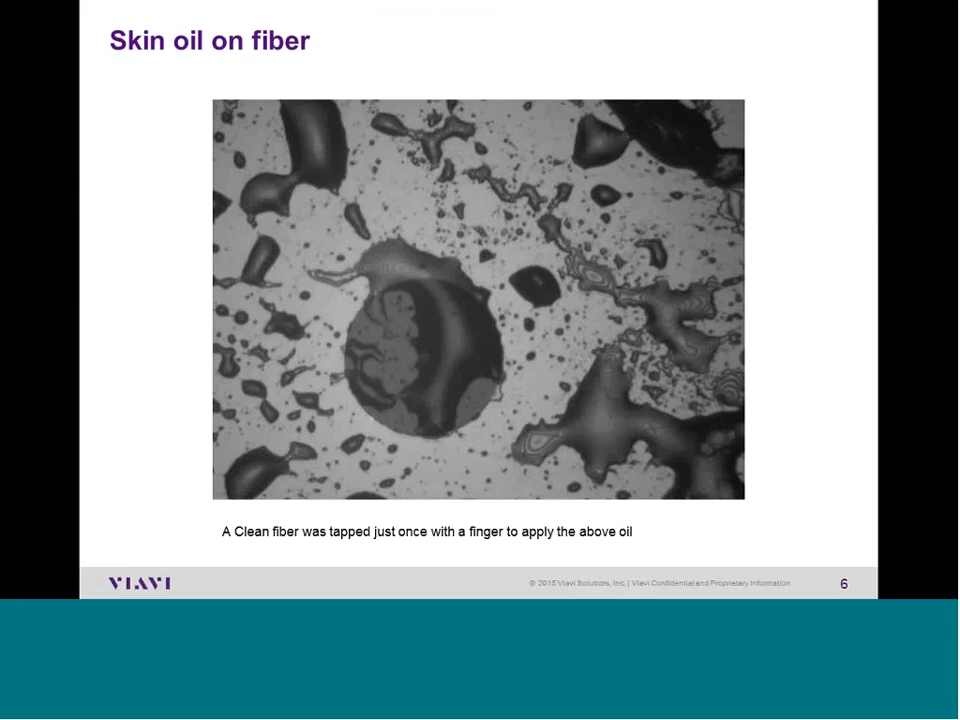 Skin oil on fiber
A Clean fiber was tapped just once with a finger to apply the above oil
VIAVI
© 2015 Viavi Solutions, Inc. | Viavi Confidential and Proprietary Information
6